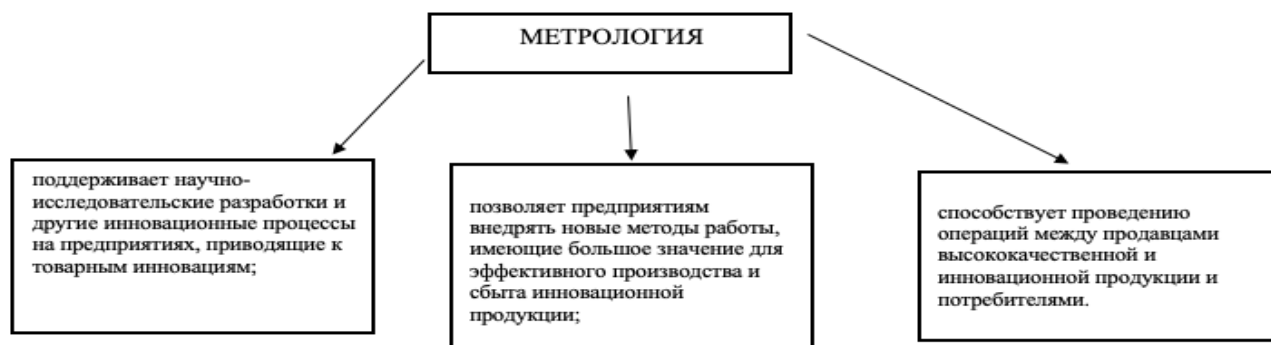 МЕТРОЛОГИЯ
поддерживает научно-
исследовательские разработки и
другие инновационные процессы
на предприятиях, приводящие к
товарным инновациям;
позволяет предприятиям
внедрять новые методы работы,
имеющие большое значение для
эффективного производства и
сбыта инновационной
продукции;
способствует проведению
операций между продавцами
высококачественной и
инновационной продукции и
потребителями.